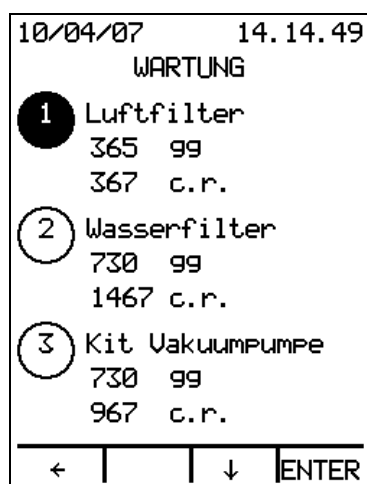 10/04/07 14.14.49
WARTUNG
1 Luftfilter
365 gg
367 c.r.
2 Wasserfilter
730 gg
1467 c.r.
3 Kit Vakuumpumpe
730 gg
967 c.r.
← ↓ ENTER